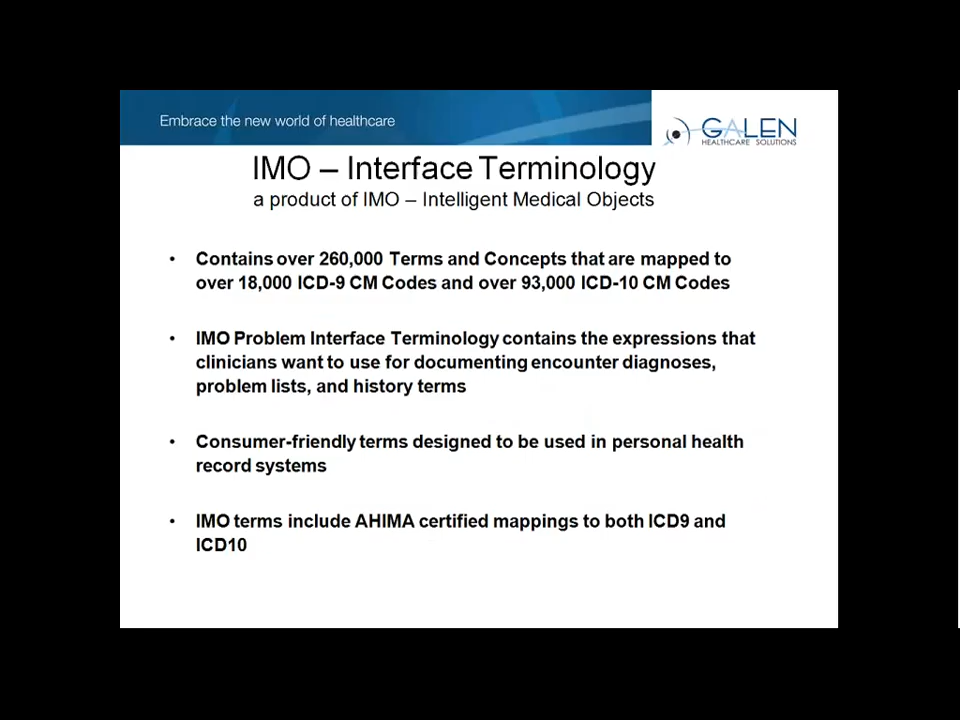 Embrace the new world of healthcare
GALEN
HEALTHCARE SOLUTIONS
IMO – Interface Terminology
a product of IMO – Intelligent Medical Objects
• Contains over 260,000 Terms and Concepts that are mapped to
over 18,000 ICD-9 CM Codes and over 93,000 ICD-10 CM Codes
• IMO Problem Interface Terminology contains the expressions that
clinicians want to use for documenting encounter diagnoses,
problem lists, and history terms
• Consumer-friendly terms designed to be used in personal health
record systems
• IMO terms include AHIMA certified mappings to both ICD9 and
ICD10